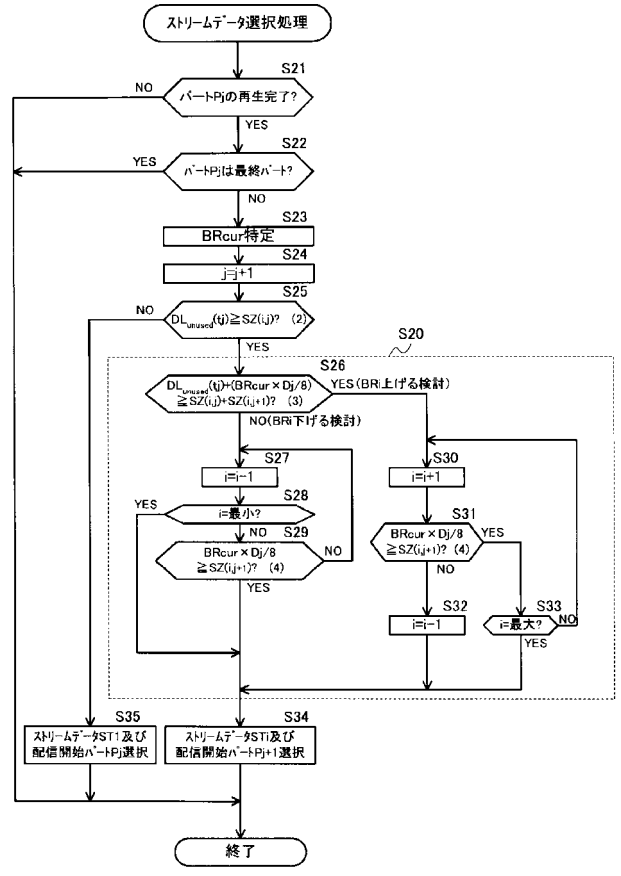 ストリームデータ選択処理
S21
パートPjの再生完了?
NO
YES
S22
パートPjは最終パート?
YES
NO
S23
BRcur特定
S24
j=j+1
S25
DLunused(tj)≧SZ(i,j)? (2)
NO
YES
S20
S26
DLunused(tj)+(BRcur×Dj/8)
≧SZ(i,j)+SZ(i,j+1)? (3)
YES(BRi上げる検討)
NO(BRi下げる検討)
S27
i=i-1
S28
i=最小?
YES
NO
S29
BRcur×Dj/8
≧SZ(i,j+1)? (4)
NO
YES
S30
i=i+1
S31
BRcur×Dj/8
≧SZ(i,j+1)? (4)
YES
NO
S32
i=i-1
S33
i=最大?
NO
YES
S35
ストリームデータST1及び
配信開始パートPj選択
S34
ストリームデータSTi及び
配信開始パートPj+1選択
終了